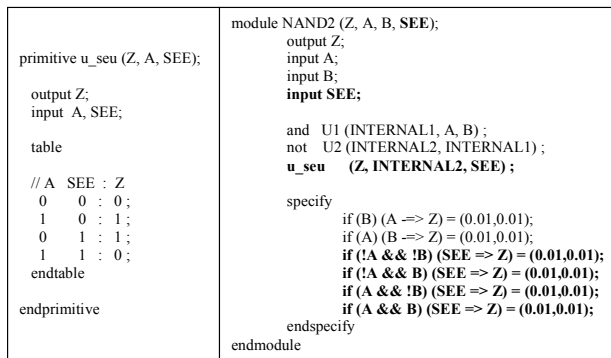 primitive u_seu (Z, A, SEE);
output Z;
input A, SEE;
table
// A SEE : Z
0 0 : 0 ;
1 0 : 1 ;
0 1 : 1 ;
1 1 : 0 ;
endtable
endprimitive
module NAND2 (Z, A, B, SEE);
output Z;
input A;
input B;
input SEE;
and U1 (INTERNAL1, A, B) ;
not U2 (INTERNAL2, INTERNAL1) ;
u_seu (Z, INTERNAL2, SEE) ;
specify
if (B) (A -=> Z) = (0.01,0.01);
if (A) (B -=> Z) = (0.01,0.01);
if (!A && !B) (SEE => Z) = (0.01,0.01);
if (!A && B) (SEE => Z) = (0.01,0.01);
if (A && !B) (SEE => Z) = (0.01,0.01);
if (A && B) (SEE => Z) = (0.01,0.01);
endspecify
endmodule